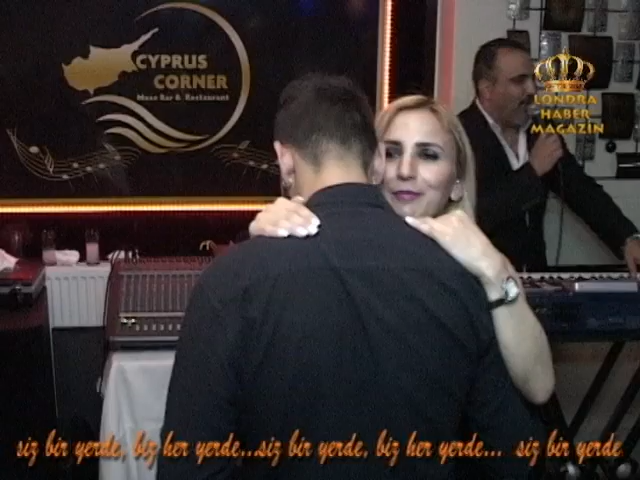 CYPRUS
CORNER
Meze Bar & Restaurant
LONDRA
HABER
MAGAZIN
siz bir yerde, biz her yerde...siz bir yerde, biz her yerde... siz bir yerde